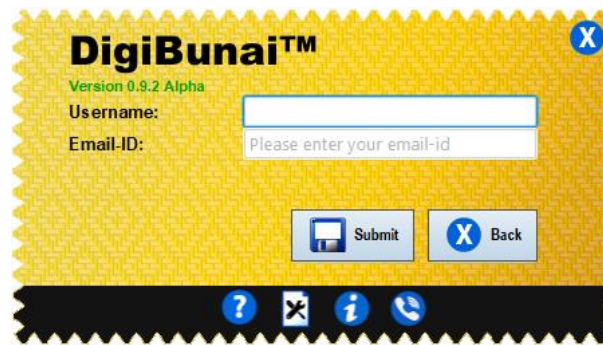 DigiBunai™
Version 0.9.2 Alpha
Username:
Email-ID: Please enter your email-id
Submit Back